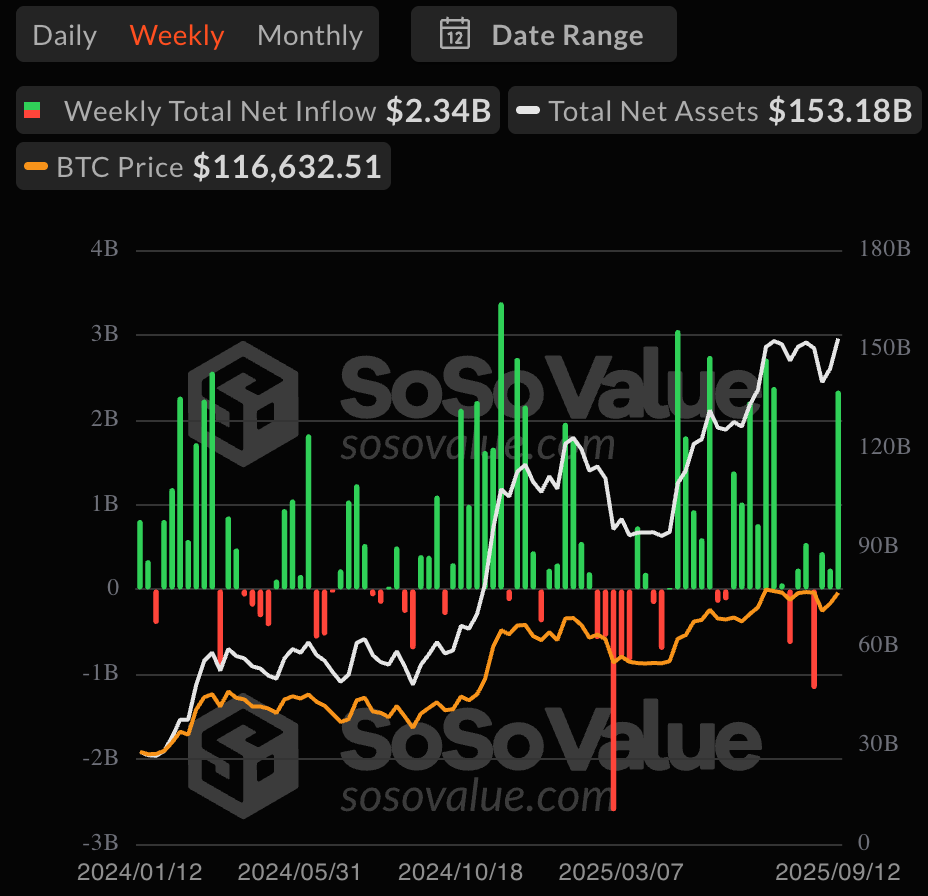 Daily Weekly Monthly 12 Date Range
Weekly Total Net Inflow $2.34B Total Net Assets $153.18B
BTC Price $116,632.51
4B 180B
3B 150B
SoSoValue
2B sosovalue.com 120B
1B
90B
0
60B
-1B
SoSoValue
-2B 30B
sosovalue.com
-3B 0
2024/01/12 2024/05/31 2024/10/18 2025/03/07 2025/09/12